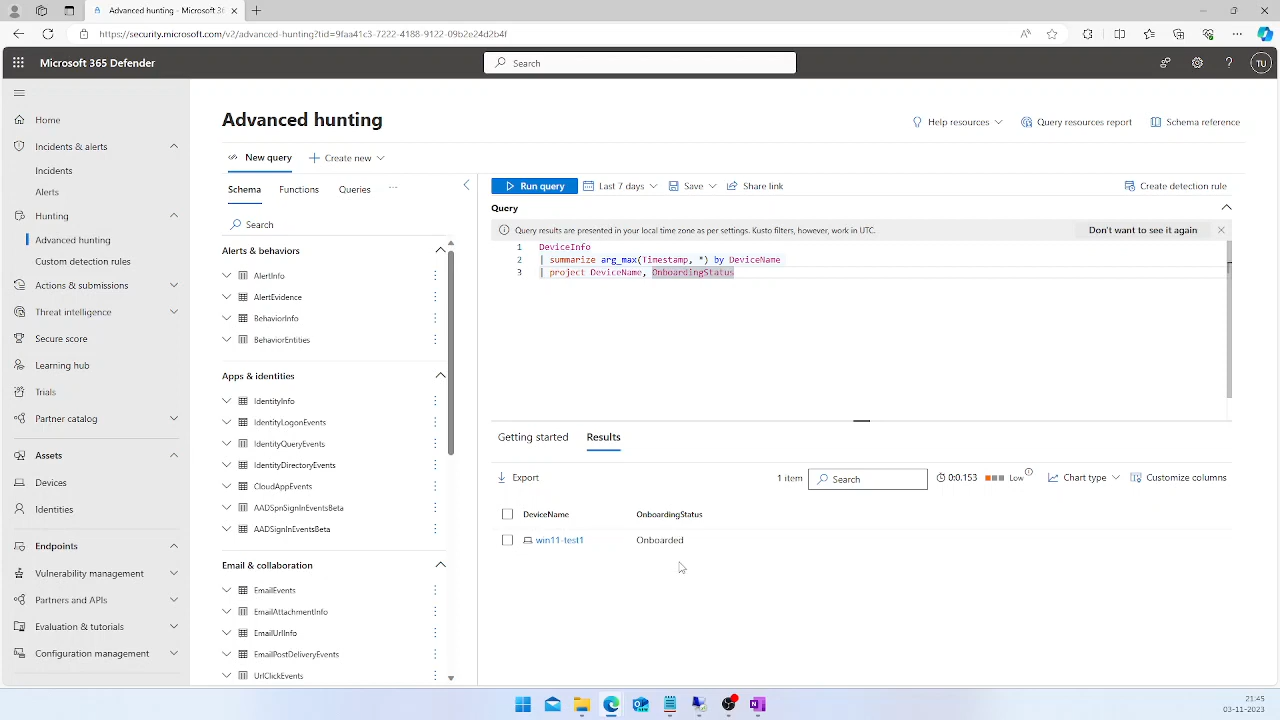 Advanced hunting - Microsoft 36
https://security.microsoft.com/v2/advanced-hunting?tid=9faa41c3-7222-4188-9122-09b2e24d2b4f
Microsoft 365 Defender
Search
TU
Home
Incidents & alerts
Incidents
Alerts
Hunting
Advanced hunting
Custom detection rules
Actions & submissions
Threat intelligence
Secure score
Learning hub
Trials
Partner catalog
Assets
Devices
Identities
Endpoints
Vulnerability management
Partners and APIs
Evaluation & tutorials
Configuration management
Advanced hunting
Help resources
Query resources report
Schema reference
New query
Create new
Schema
Functions
Queries
Search
Alerts & behaviors
AlertInfo
AlertEvidence
BehaviorInfo
BehaviorEntities
Apps & identities
IdentityInfo
IdentityLogonEvents
IdentityQueryEvents
IdentityDirectoryEvents
CloudAppEvents
AADSpnSignInEventsBeta
AADSignInEventsBeta
Email & collaboration
EmailEvents
EmailAttachmentInfo
EmailUrlInfo
EmailPostDeliveryEvents
UrlClickEvents
Run query
Last 7 days
Save
Share link
Create detection rule
Query
Query results are presented in your local time zone as per settings. Kusto filters, however, work in UTC.
Don't want to see it again
1 DeviceInfo
2 | summarize arg_max(Timestamp, *) by DeviceName
3 | project DeviceName, OnboardingStatus
Getting started
Results
Export
1 item
Search
0:0.153
Low
Chart type
Customize columns
DeviceName OnboardingStatus
win11-test1 Onboarded
21:45
03-11-2023